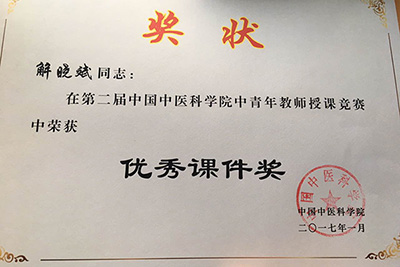 奖状
解晓斌同志：
在第二届中国中医科学院中青年教师授课竞赛
中荣获
优秀课件奖
中国中医科学院
二〇一七年一月